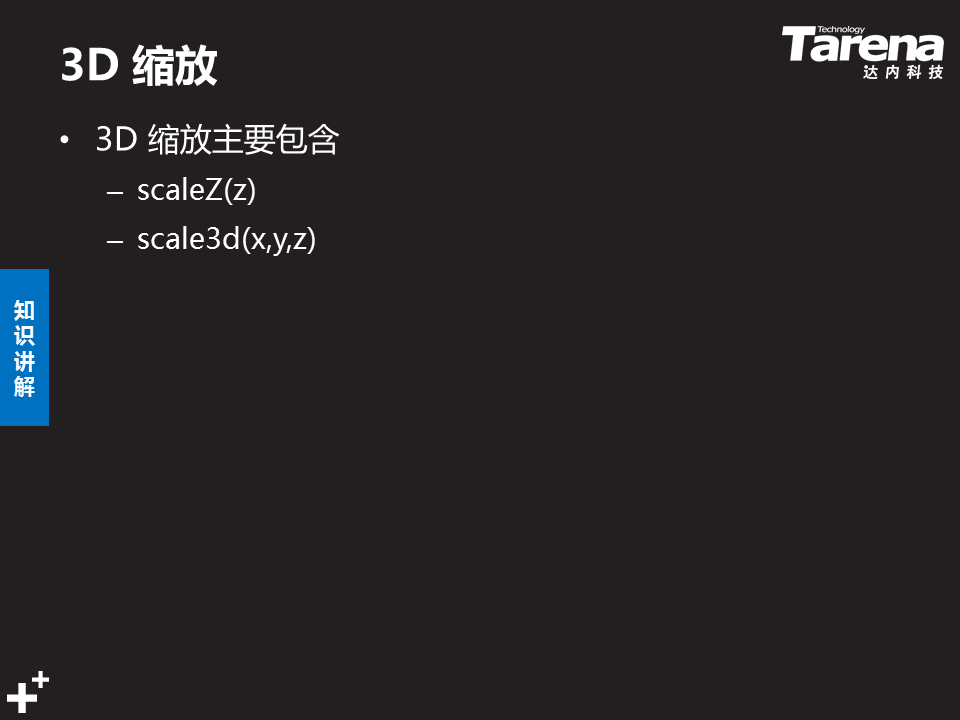 3D 缩放
Technology
Tarena
达内科技
• 3D 缩放主要包含
– scaleZ(z)
– scale3d(x,y,z)
知
识
讲
解